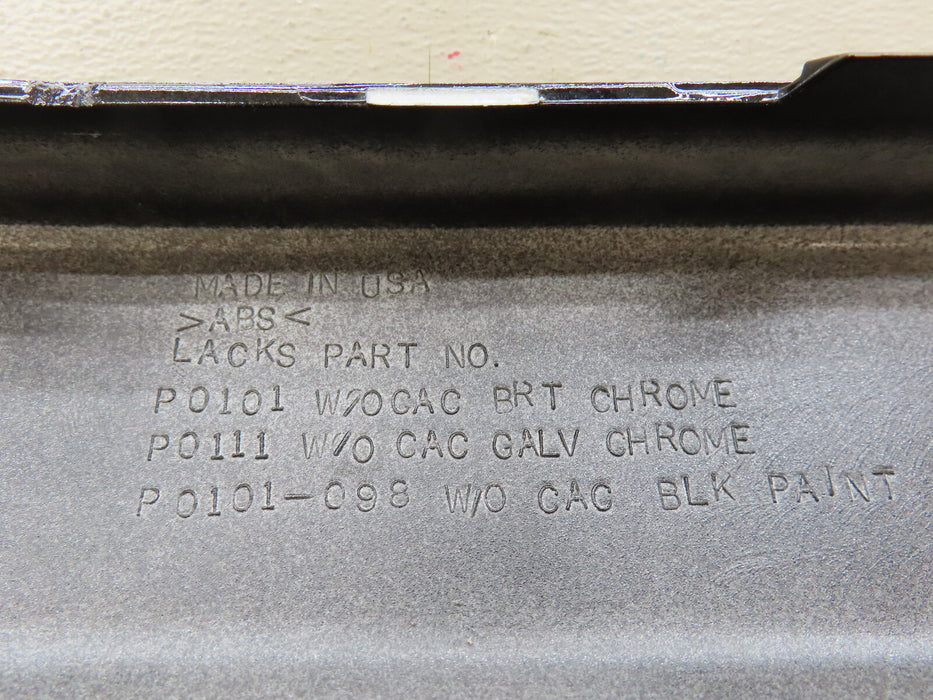 MADE IN USA
>ABS<
LACKS PART NO.
P0101 W/O CAC BRT CHROME
P0111 W/O CAC GALV CHROME
P0101-098 W/O CAC BLK PAINT